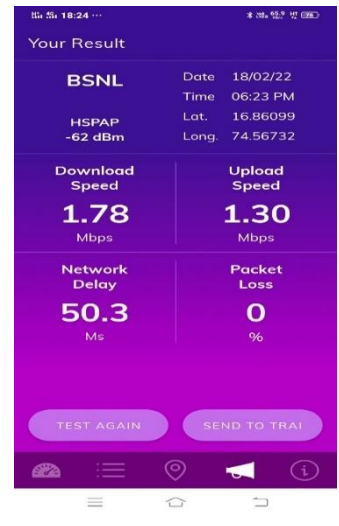 18:24
Your Result
BSNL
HSPAP
-62 dBm
Date 18/02/22
Time 06:23 PM
Lat. 16.86099
Long. 74.56732
Download Speed
1.78
Mbps
Upload Speed
1.30
Mbps
Network Delay
50.3
Ms
Packet Loss
0
%
TEST AGAIN
SEND TO TRAI